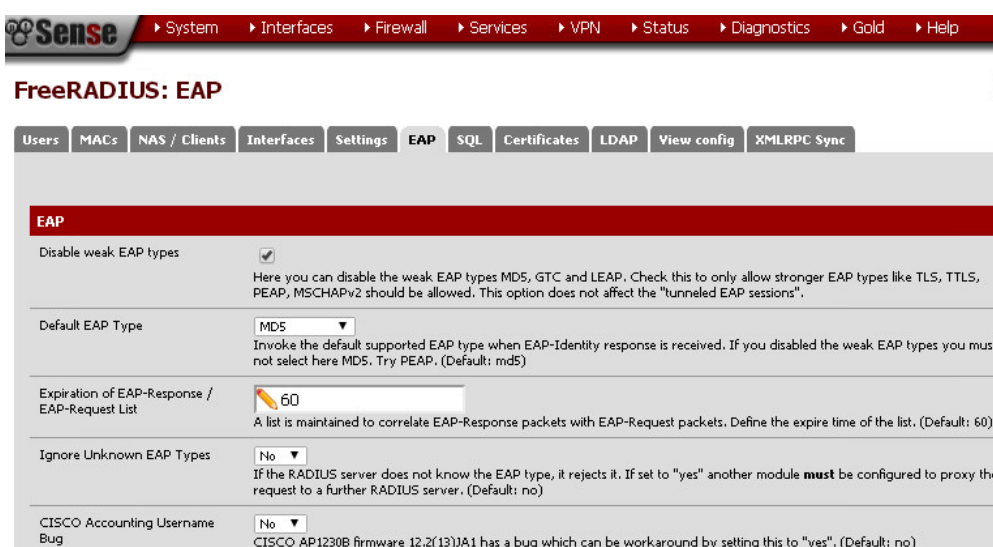 Sense System Interfaces Firewall Services VPN Status Diagnostics Gold Help
FreeRADIUS: EAP
Users MACs NAS / Clients Interfaces Settings EAP SQL Certificates LDAP View config XMLRPC Sync
EAP
Disable weak EAP types
Here you can disable the weak EAP types MD5, GTC and LEAP. Check this to only allow stronger EAP types like TLS, TTLS,
PEAP, MSCHAPv2 should be allowed. This option does not affect the "tunneled EAP sessions".
Default EAP Type
MD5
Invoke the default supported EAP type when EAP-Identity response is received. If you disabled the weak EAP types you mus
not select here MD5. Try PEAP. (Default: md5)
Expiration of EAP-Response /
EAP-Request List
60
A list is maintained to correlate EAP-Response packets with EAP-Request packets. Define the expire time of the list. (Default: 60)
Ignore Unknown EAP Types
No
If the RADIUS server does not know the EAP type, it rejects it. If set to "yes" another module must be configured to proxy the
request to a further RADIUS server. (Default: no)
CISCO Accounting Username
Bug
No
CISCO AP1230B firmware 12.2(13)JA1 has a bug which can be workaround by setting this to "yes". (Default: no)